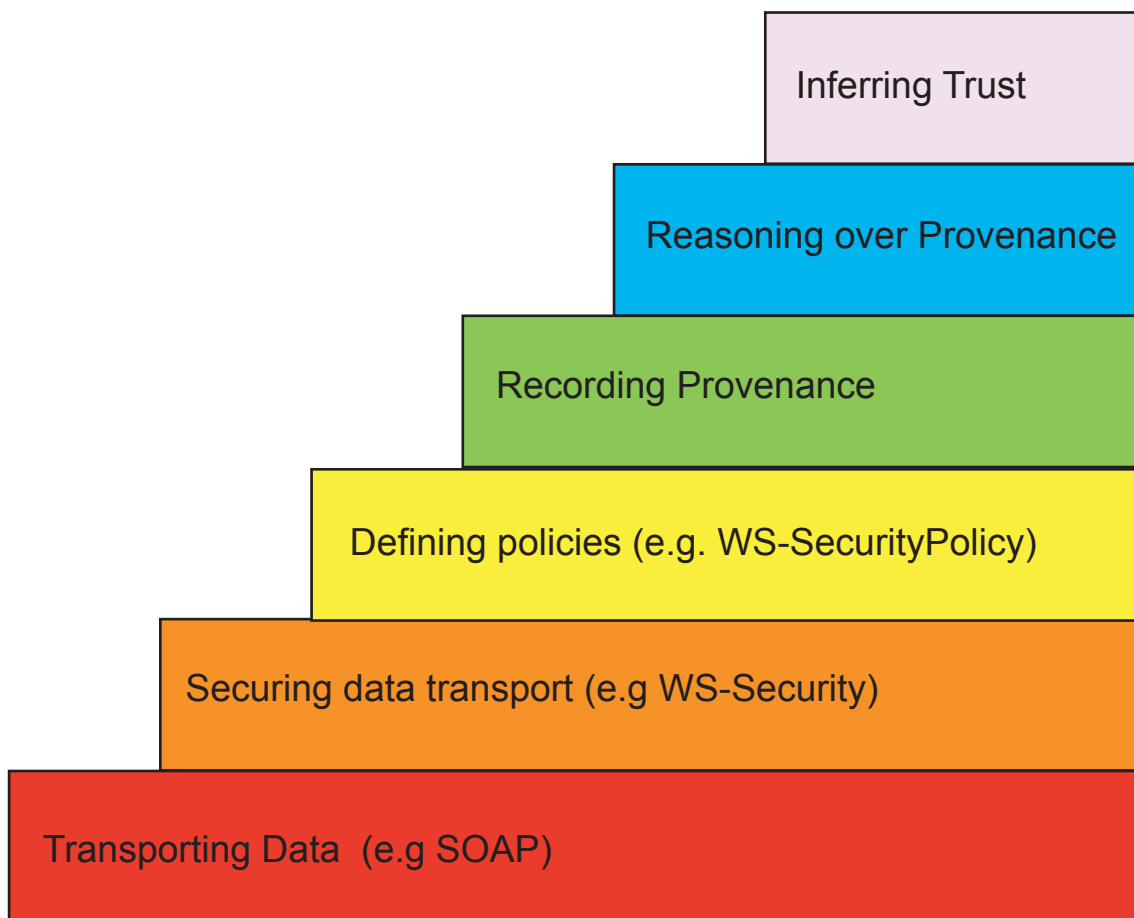 Inferring Trust
Reasoning over Provenance
Recording Provenance
Defining policies (e.g. WS-SecurityPolicy)
Securing data transport (e.g WS-Security)
Transporting Data  (e.g SOAP)